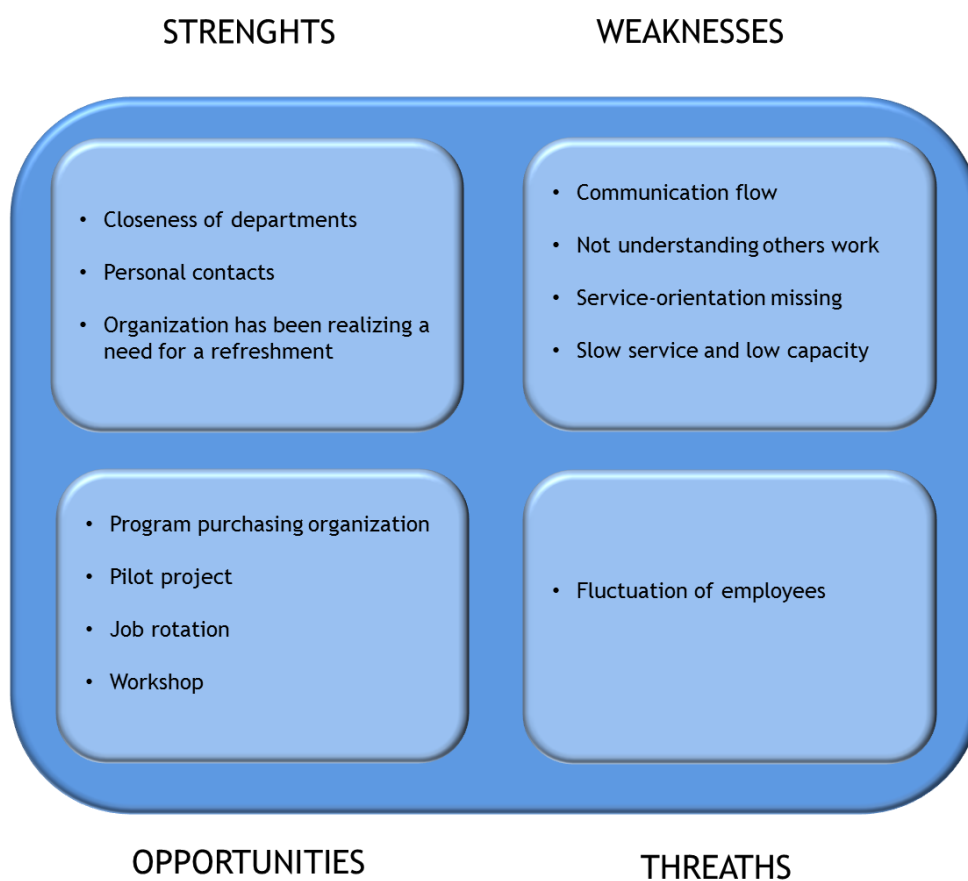 STRENGHTS
WEAKNESSES
• Closeness of departments
• Personal contacts
• Organization has been realizing a
need for a refreshment
• Communication flow
• Not understanding others work
• Service-orientation missing
• Slow service and low capacity
• Program purchasing organization
• Pilot project
• Job rotation
• Workshop
• Fluctuation of employees
OPPORTUNITIES
THREATHS